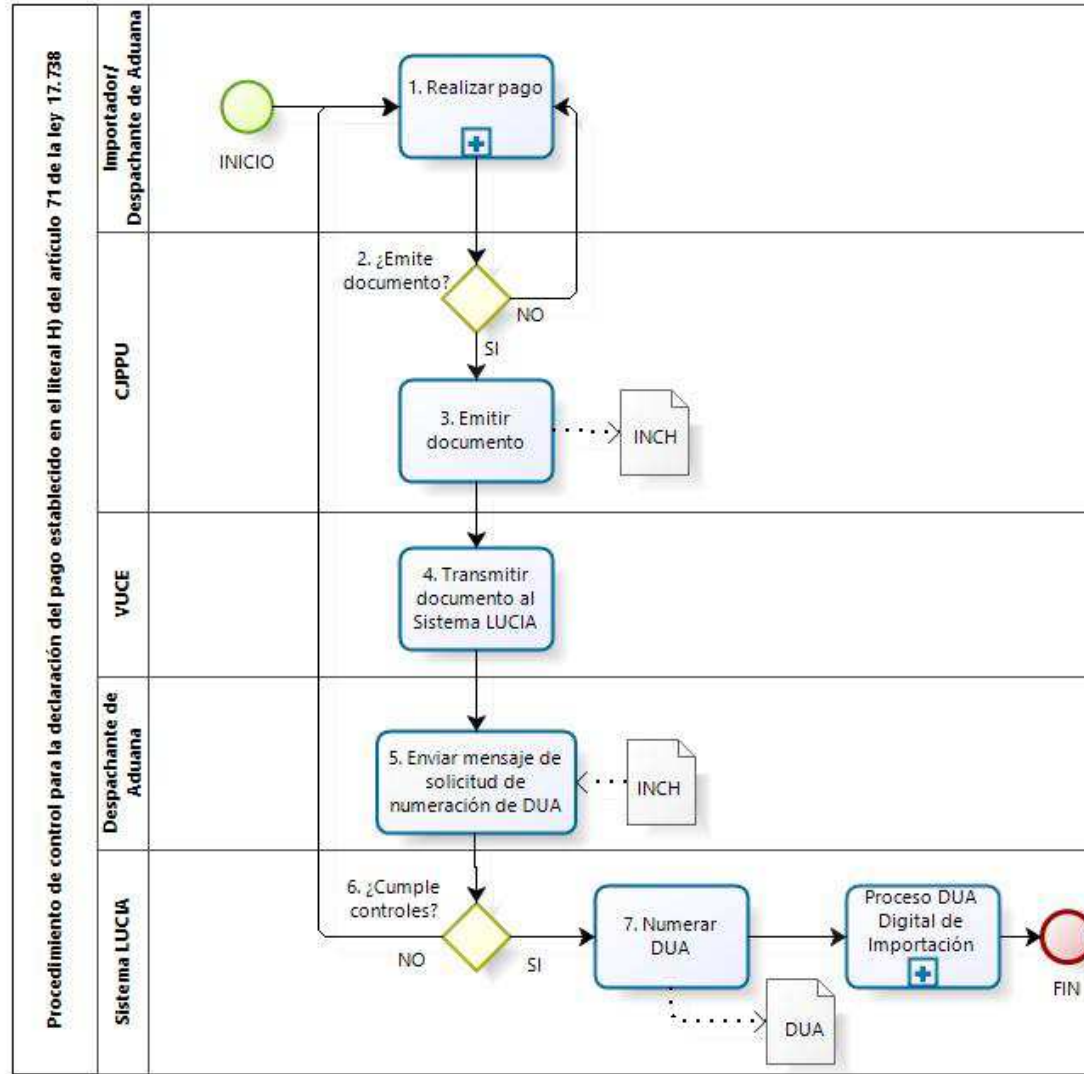 Procedimiento de control para la declaración del pago establecido en el literal H) del artículo 71 de la ley 17.738
Importador/
Despachante de Aduana
INICIO
1. Realizar pago
CJPPU
2. ¿Emite
documento?
NO
SI
3. Emitir
documento
INCH
VUCE
4. Transmitir
documento al
Sistema LUCIA
Despachante de
Aduana
5. Enviar mensaje de
solicitud de
numeración de DUA
INCH
Sistema LUCIA
6. ¿Cumple
controles?
NO
SI
7. Numerar
DUA
DUA
Proceso DUA
Digital de
Importación
FIN